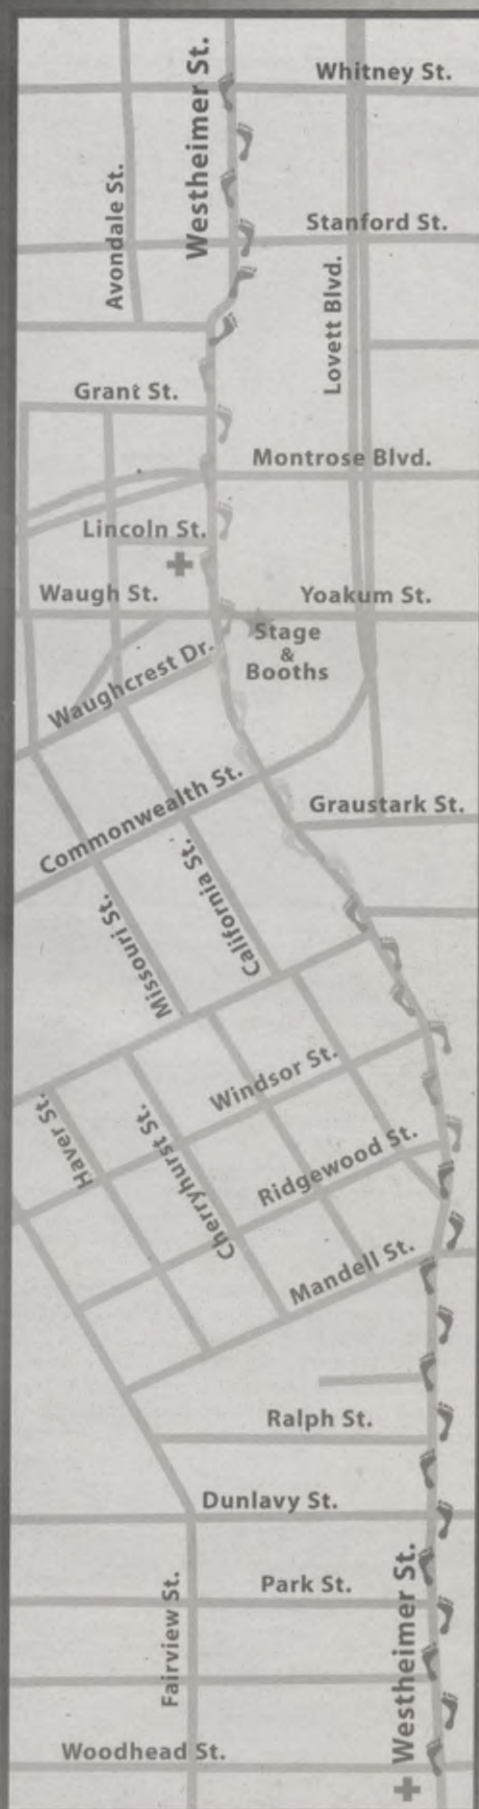 Whitney St.
Westheimer St.
Avondale St.
Stanford St.
Lovett Blvd.
Grant St.
Montrose Blvd.
Lincoln St.
Waugh St.
Yoakum St.
Stage
&
Booths
Waughcrest Dr.
Commonwealth St.
Graustark St.
California St.
Missouri St.
Windsor St.
Haver St.
Cherryhurst St.
Ridgewood St.
Mandell St.
Ralph St.
Dunlavy St.
Park St.
Fairview St.
Westheimer St.
Woodhead St.